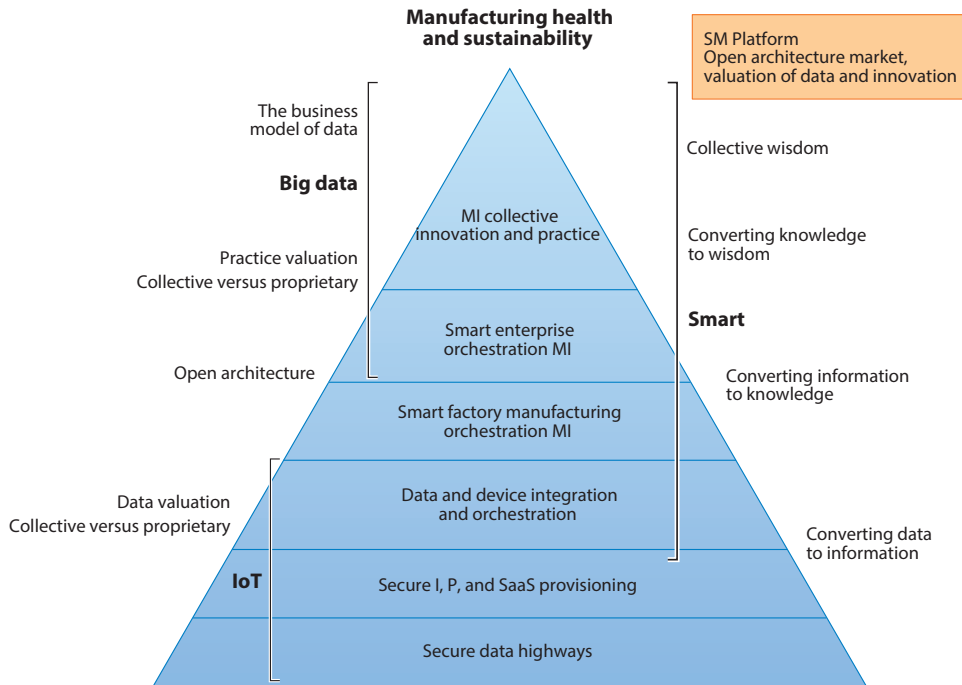 Manufacturing health
and sustainability
SM Platform
Open architecture market,
valuation of data and innovation
The business
model of data
Big data
Practice valuation
Collective versus proprietary
Open architecture
Data valuation
Collective versus proprietary
IoT
MI collective
innovation and practice
Smart enterprise
orchestration MI
Smart factory manufacturing
orchestration MI
Data and device integration
and orchestration
Secure I, P, and SaaS provisioning
Secure data highways
Collective wisdom
Converting knowledge
to wisdom
Smart
Converting information
to knowledge
Converting data
to information